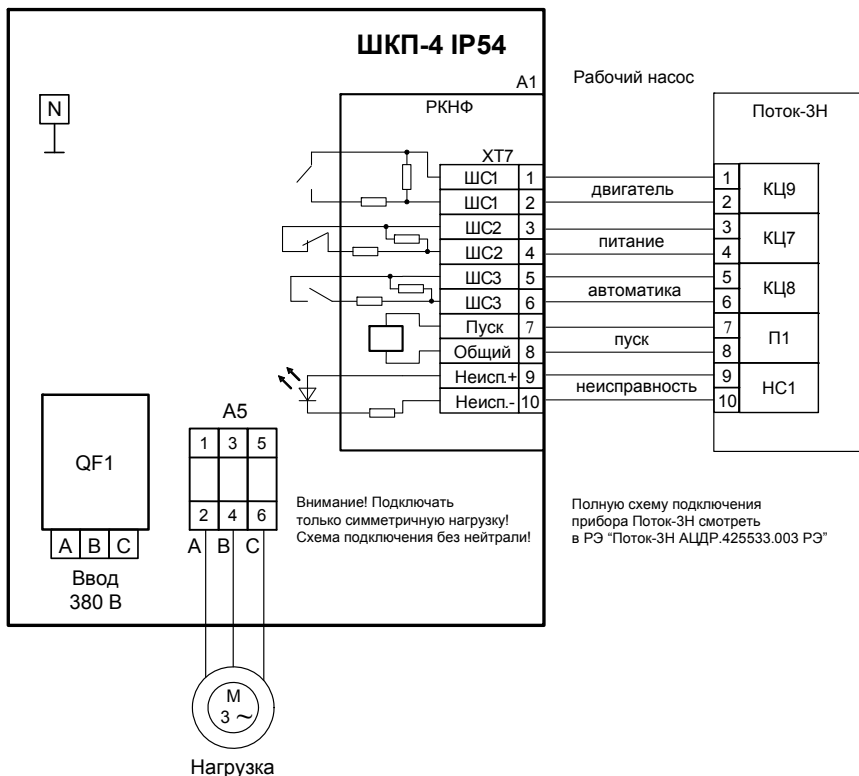 ШКП-4 IP54
N
A1
Рабочий насос
РКНФ
Поток-3Н
XT7
ШС1 1
ШС1 2
ШС2 3
ШС2 4
ШС3 5
ШС3 6
Пуск 7
Общий 8
Неисп.+ 9
Неисп.- 10
двигатель
питание
автоматика
пуск
неисправность
1
2
КЦ9
3
4
КЦ7
5
6
КЦ8
7
8
П1
9
10
НС1
QF1
A B C
Ввод
380 В
A5
1 3 5
2 4 6
A B C
Внимание! Подключать
только симметричную нагрузку!
Схема подключения без нейтрали!
Полную схему подключения
прибора Поток-3Н смотреть
в РЭ “Поток-3Н АЦДР.425533.003 РЭ”
М
3 ~
Нагрузка